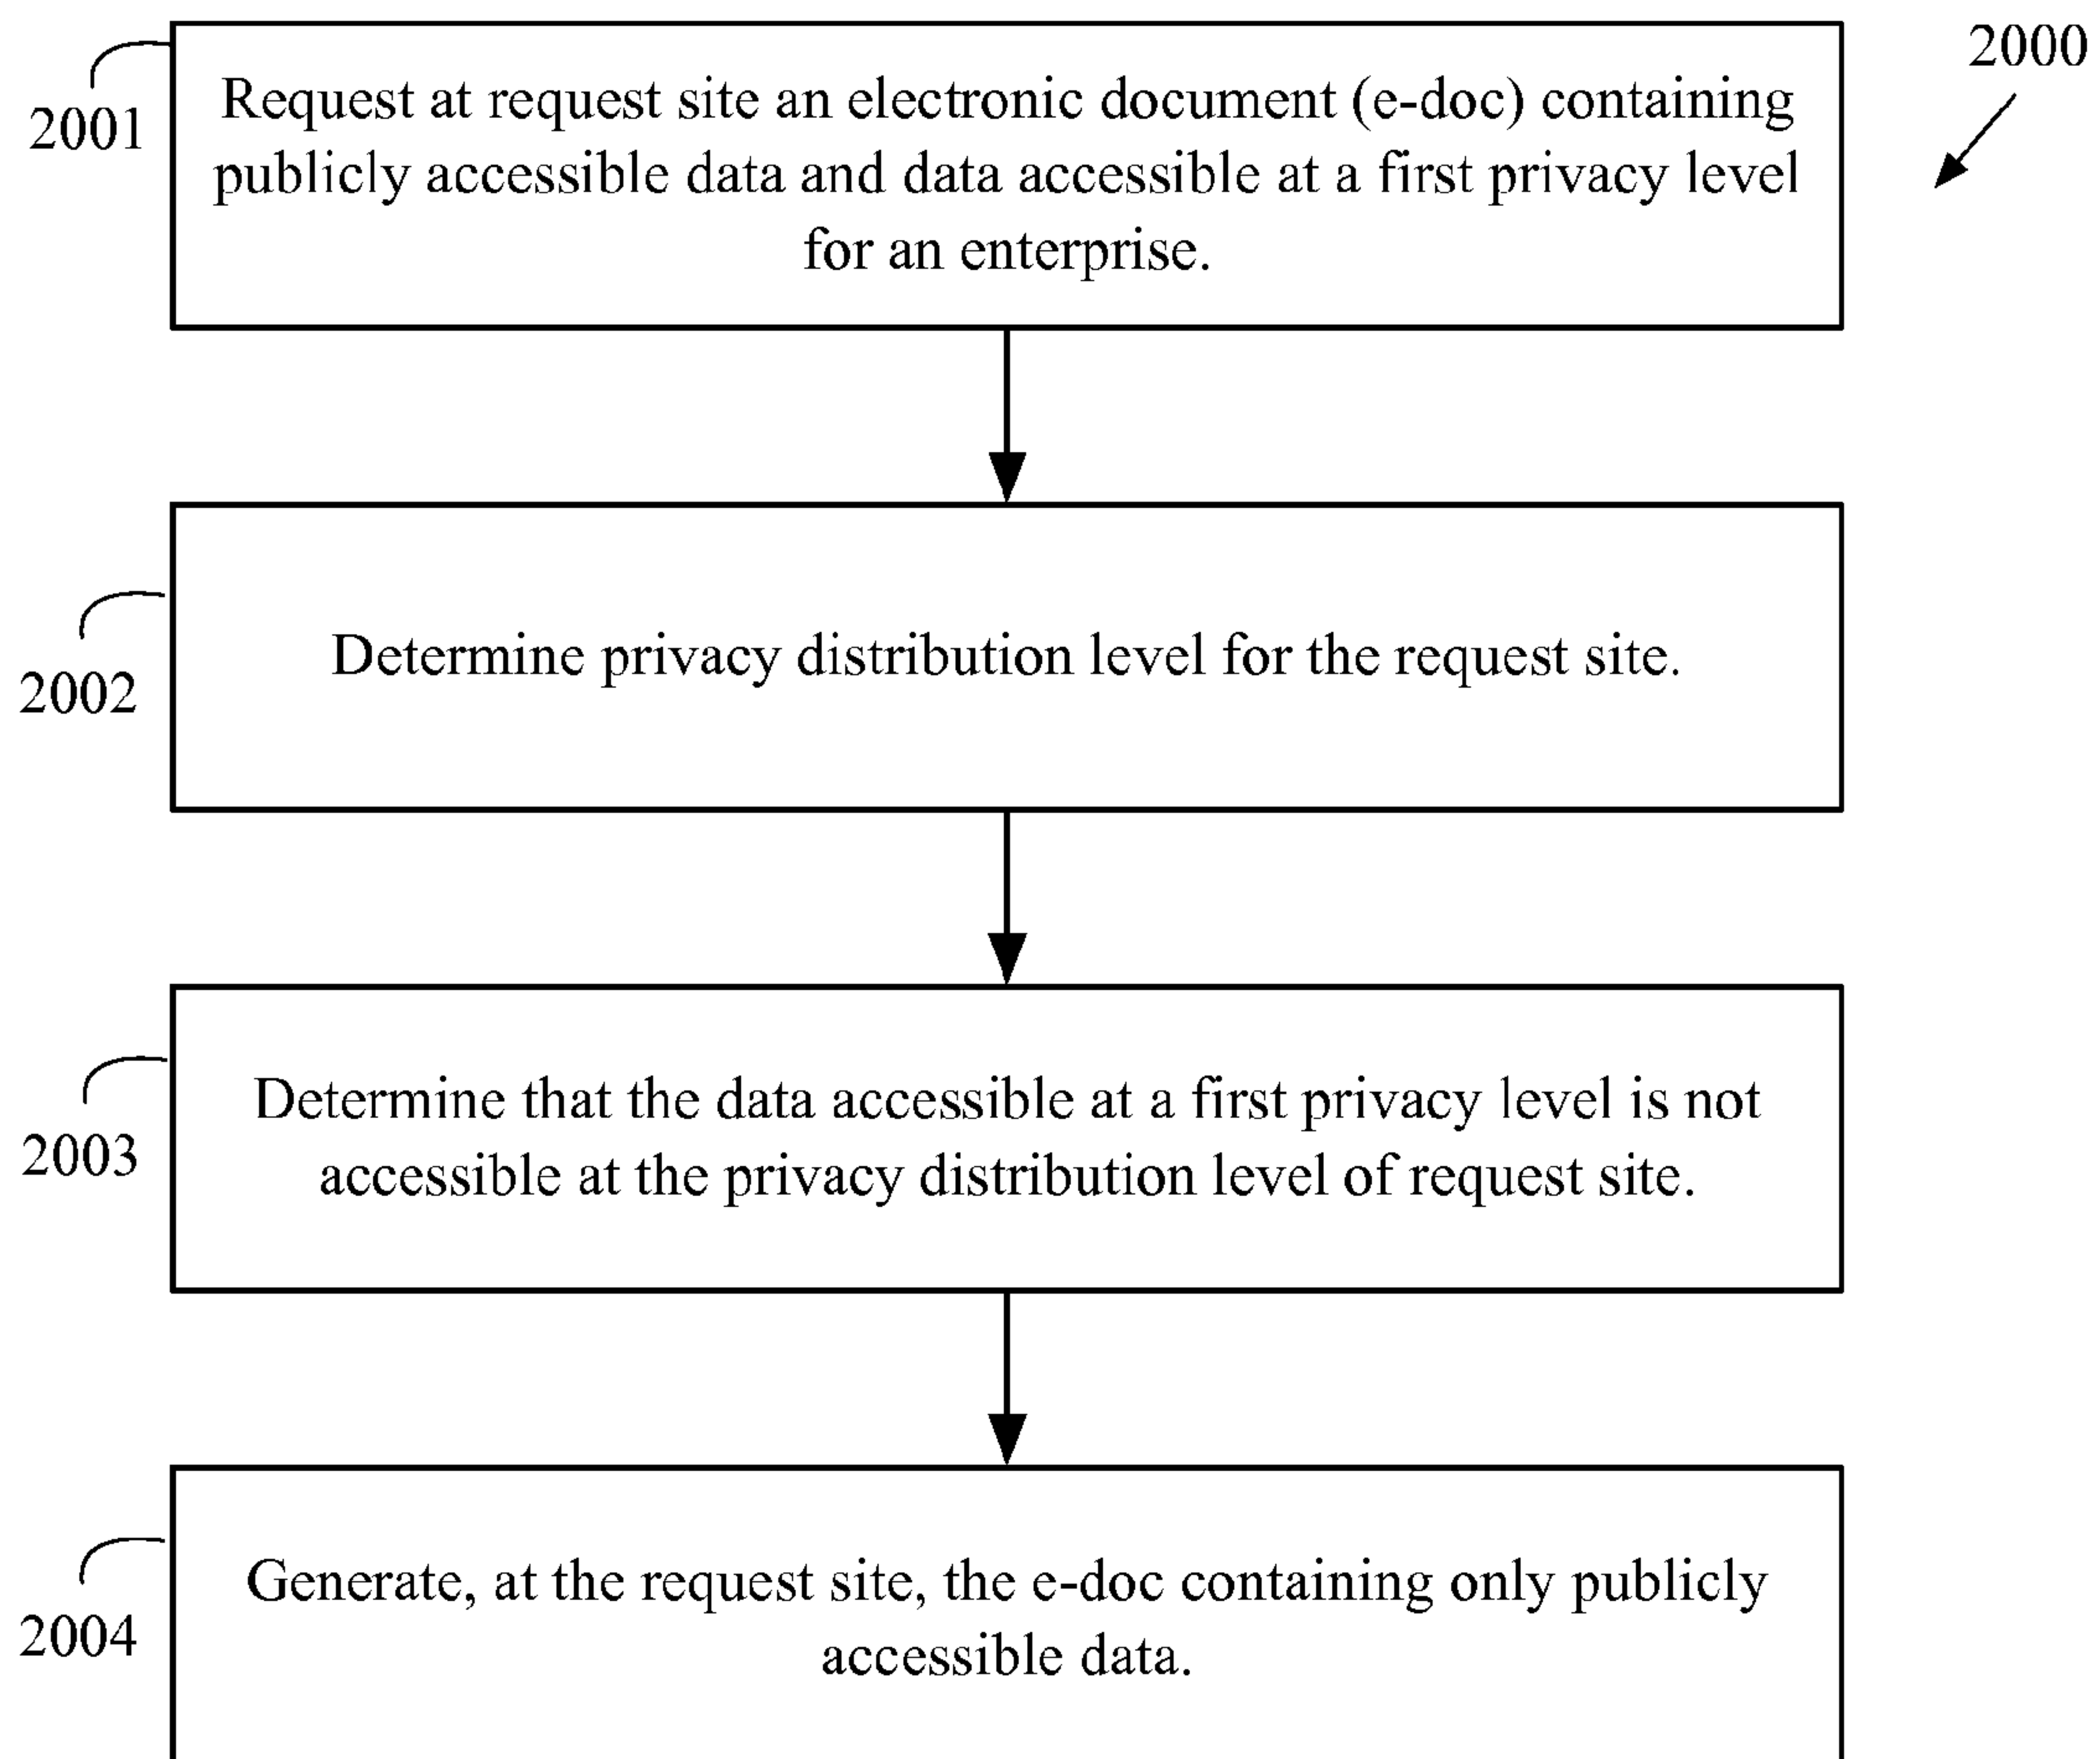 2000
2001
Request at request site an electronic document (e-doc) containing
publicly accessible data and data accessible at a first privacy level
for an enterprise.
2002
Determine privacy distribution level for the request site.
2003
Determine that the data accessible at a first privacy level is not
accessible at the privacy distribution level of request site.
2004
Generate, at the request site, the e-doc containing only publicly
accessible data.